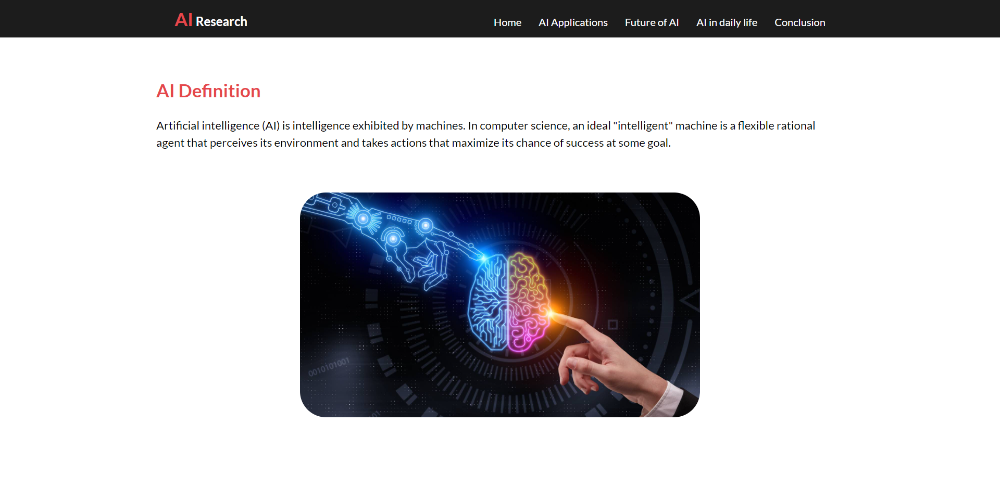 AI Research
Home
AI Applications
Future of AI
AI in daily life
Conclusion
AI Definition
Artificial intelligence (AI) is intelligence exhibited by machines. In computer science, an ideal "intelligent" machine is a flexible rational
agent that perceives its environment and takes actions that maximize its chance of success at some goal.
0010101001